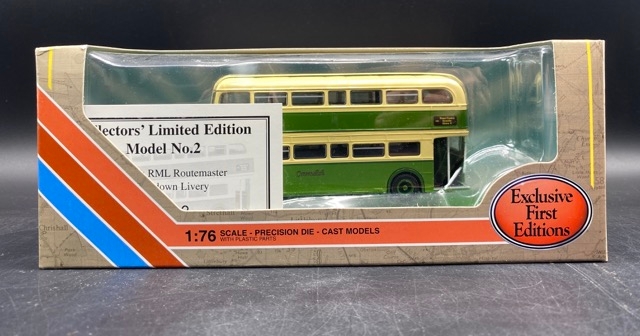 llectors' Limited Edition
Model No.2
RML Routemaster
down Livery
1:76 SCALE - PRECISION DIE - CAST MODELS
WITH PLASTIC PARTS
Exclusive
First
Editions